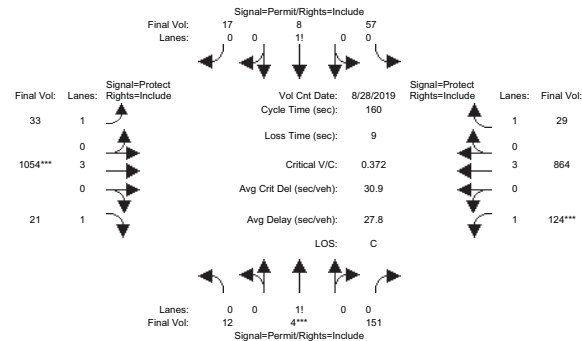 Signal=Permit/Rights=Include
Final Vol: 17 8 57
Lanes: 0 0 1! 0 0
Signal=Protect
Final Vol: Lanes: Rights=Include
Vol Cnt Date: 8/28/2019
Signal=Protect
Rights=Include Lanes: Final Vol:
Cycle Time (sec): 160
33 1
1 29
Loss Time (sec): 9
0
0
1054*** 3
Critical V/C: 0.372
3 864
0
Avg Crit Del (sec/veh): 30.9
0
21 1
Avg Delay (sec/veh): 27.8
1 124***
LOS: C
Lanes: 0 0 1! 0 0
Final Vol: 12 4*** 151
Signal=Permit/Rights=Include